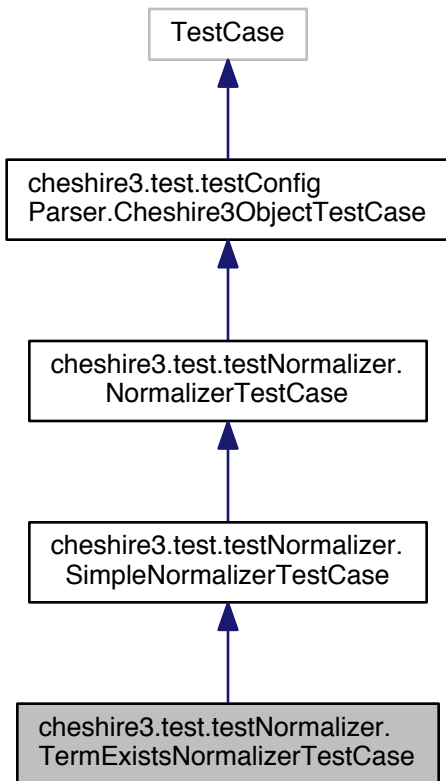 TestCase
cheshire3.test.testConfig
Parser.Cheshire3ObjectTestCase
cheshire3.test.testNormalizer.
NormalizerTestCase
cheshire3.test.testNormalizer.
SimpleNormalizerTestCase
cheshire3.test.testNormalizer.
TermExistsNormalizerTestCase